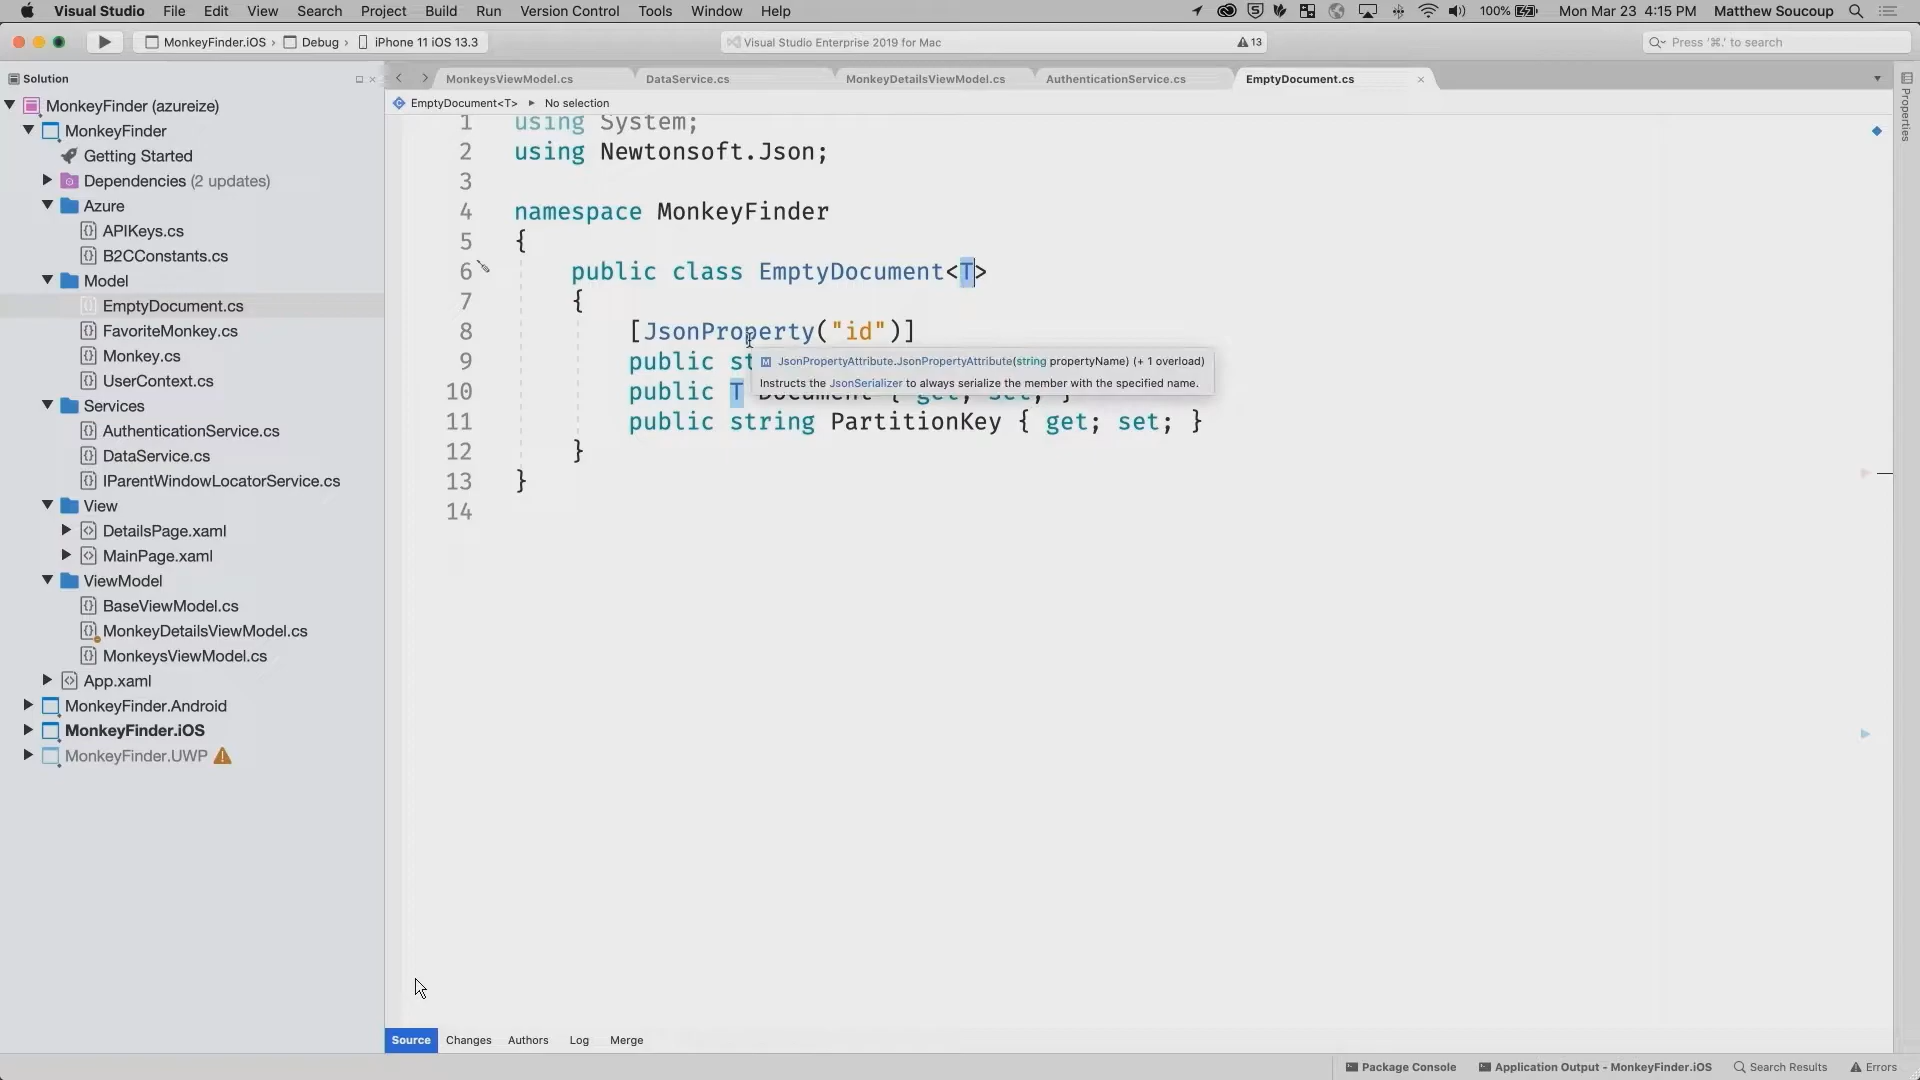 Visual Studio File Edit View Search Project Build Run Version Control Tools Window Help 100% Mon Mar 23 4:15 PM Matthew Soucoup
MonkeyFinder.iOS › Debug › iPhone 11 iOS 13.3 Visual Studio Enterprise 2019 for Mac 13 Press '⌘.' to search
Solution
MonkeyFinder (azureize)
MonkeyFinder
Getting Started
Dependencies (2 updates)
Azure
APIKeys.cs
B2CConstants.cs
Model
EmptyDocument.cs
FavoriteMonkey.cs
Monkey.cs
UserContext.cs
Services
AuthenticationService.cs
DataService.cs
IParentWindowLocatorService.cs
View
DetailsPage.xaml
MainPage.xaml
ViewModel
BaseViewModel.cs
MonkeyDetailsViewModel.cs
MonkeysViewModel.cs
App.xaml
MonkeyFinder.Android
MonkeyFinder.iOS
MonkeyFinder.UWP
MonkeysViewModel.cs DataService.cs MonkeyDetailsViewModel.cs AuthenticationService.cs EmptyDocument.cs
EmptyDocument<T> No selection
1 using System;
2 using Newtonsoft.Json;
3
4 namespace MonkeyFinder
5 {
6 public class EmptyDocument<T>
7 {
8 [JsonProperty("id")]
9 public st
JsonPropertyAttribute.JsonPropertyAttribute(string propertyName) (+ 1 overload)
Instructs the JsonSerializer to always serialize the member with the specified name.
10 public T Document { get; set; }
11 public string PartitionKey { get; set; }
12 }
13 }
14
Properties
Source Changes Authors Log Merge
Package Console Application Output - MonkeyFinder.iOS Search Results Errors